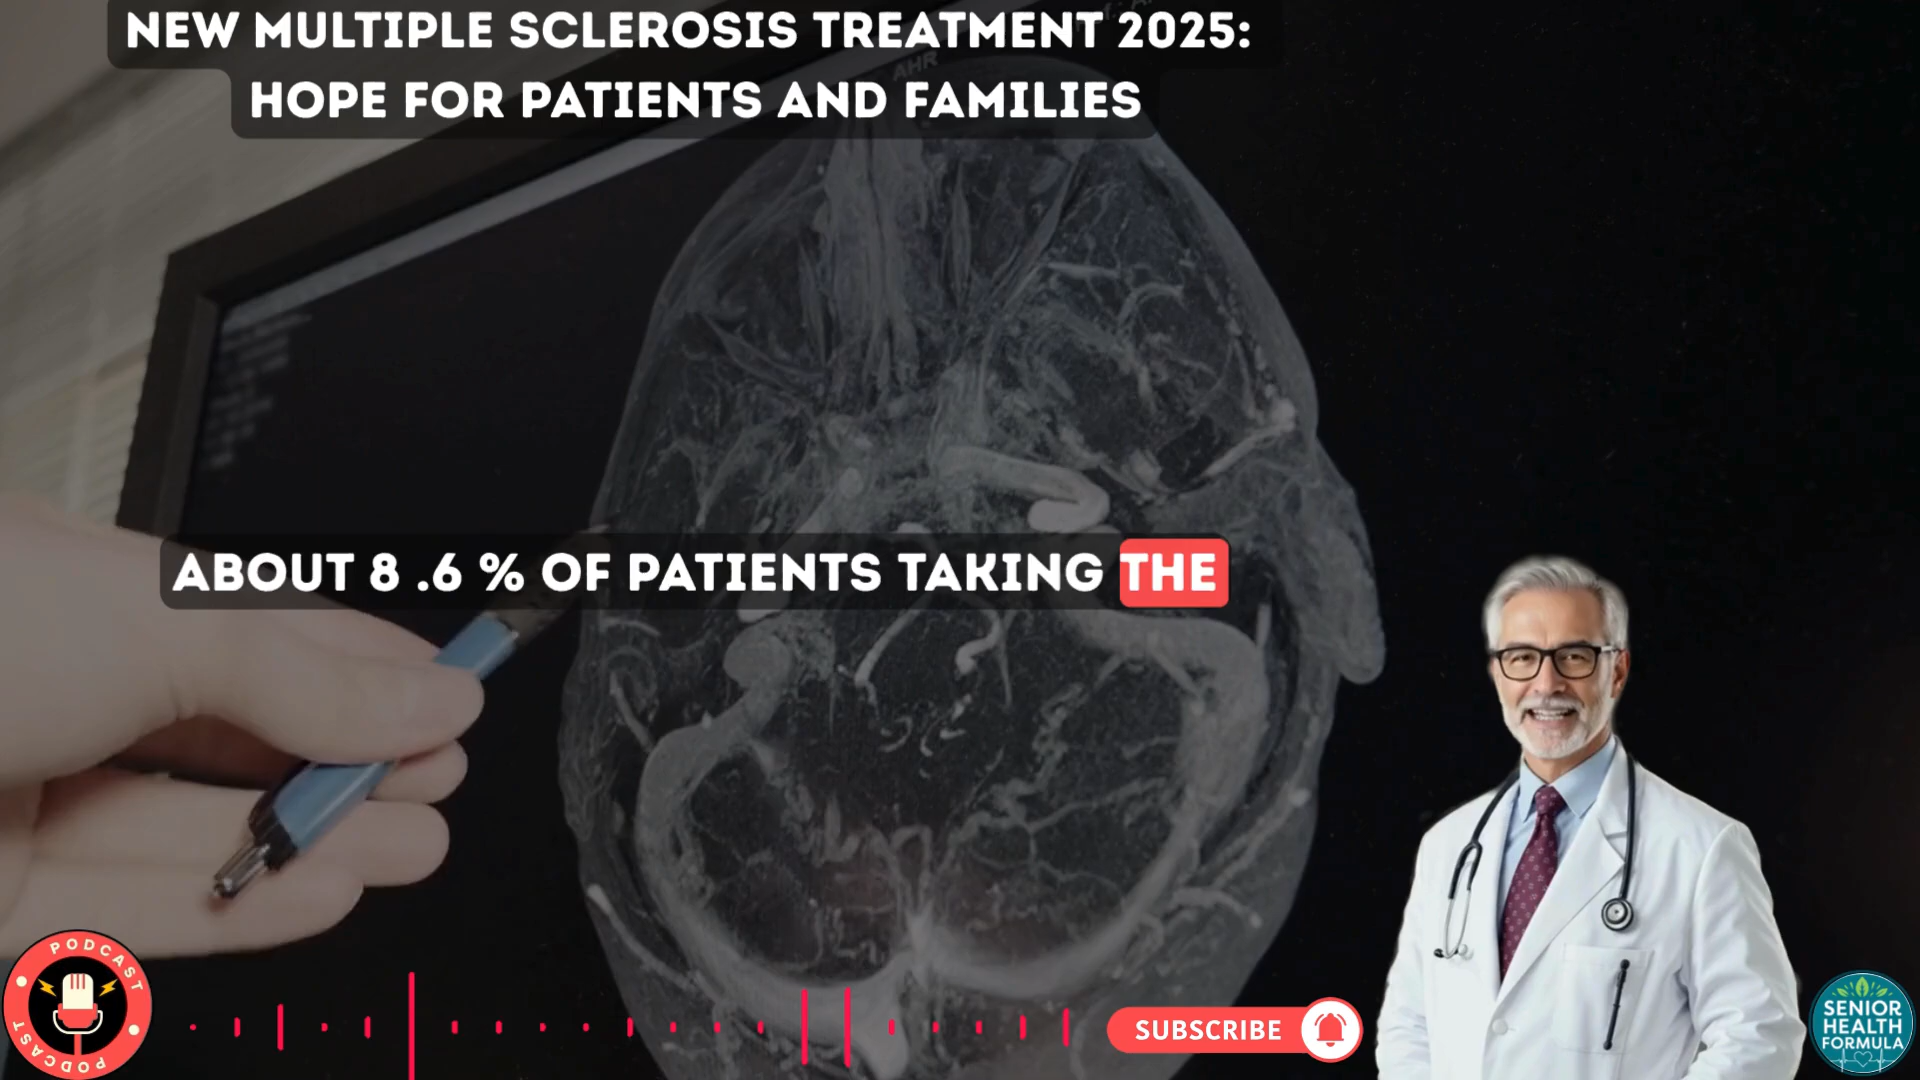 NEW MULTIPLE SCLEROSIS TREATMENT 2025:
HOPE FOR PATIENTS AND FAMILIES
AHR
ABOUT 8 .6 % OF PATIENTS TAKING THE
PODCAST
PODCAST
SUBSCRIBE
SENIOR
HEALTH
FORMULA